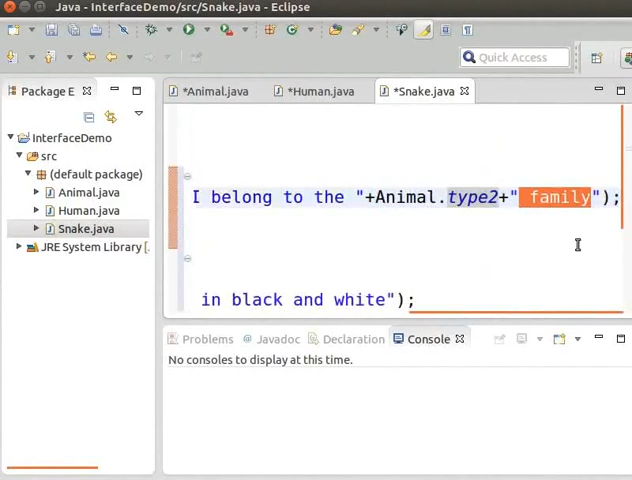 Java - InterfaceDemo/src/Snake.java - Eclipse
Quick Access
Package E
*Animal.java
*Human.java
*Snake.java
InterfaceDemo
src
(default package)
Animal.java
Human.java
Snake.java
JRE System Library
I belong to the "+Animal.type2+" family");
in black and white");
Problems
@ Javadoc
Declaration
Console
No consoles to display at this time.